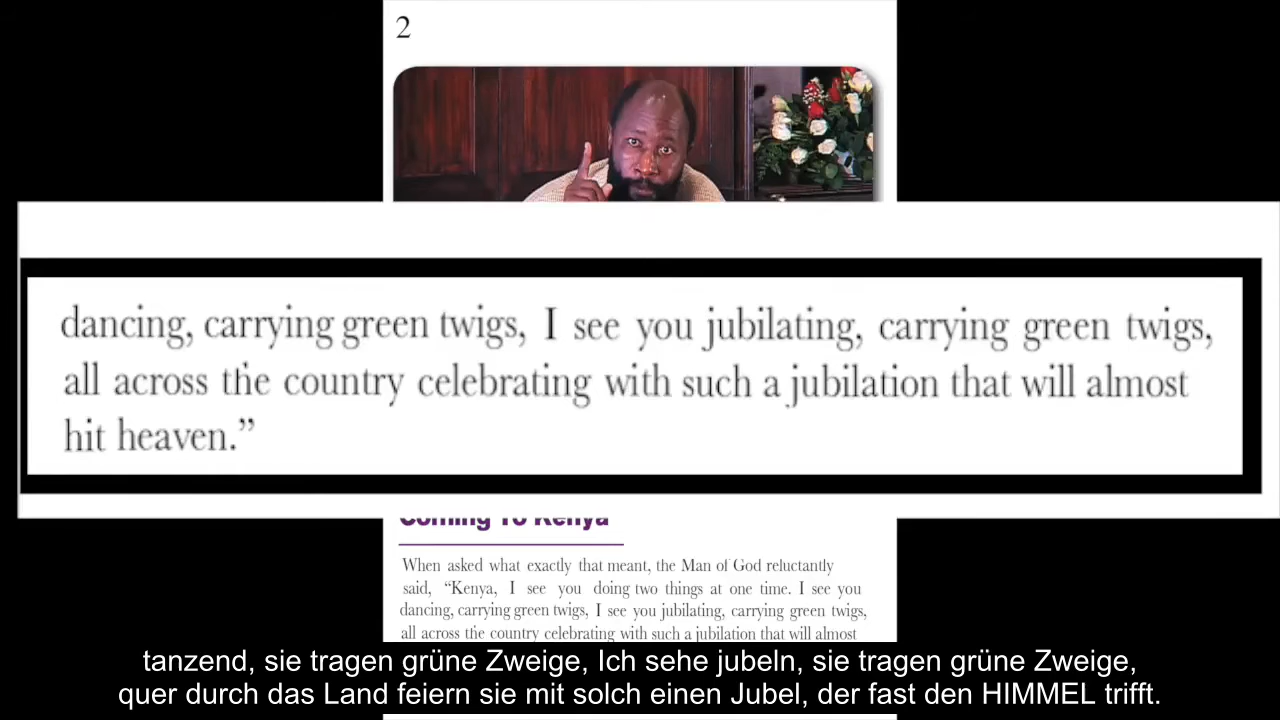 2
dancing, carrying green twigs, I see you jubilating, carrying green twigs,
all across the country celebrating with such a jubilation that will almost
hit heaven.”
Coming To Kenya
When asked what exactly that meant, the Man of God reluctantly
said, “Kenya, I see you doing two things at one time. I see you
dancing, carrying green twigs, I see you jubilating, carrying green twigs,
all across the country celebrating with such a jubilation that will almost
tanzend, sie tragen grüne Zweige, Ich sehe jubeln, sie tragen grüne Zweige,
quer durch das Land feiern sie mit solch einen Jubel, der fast den HIMMEL trifft.